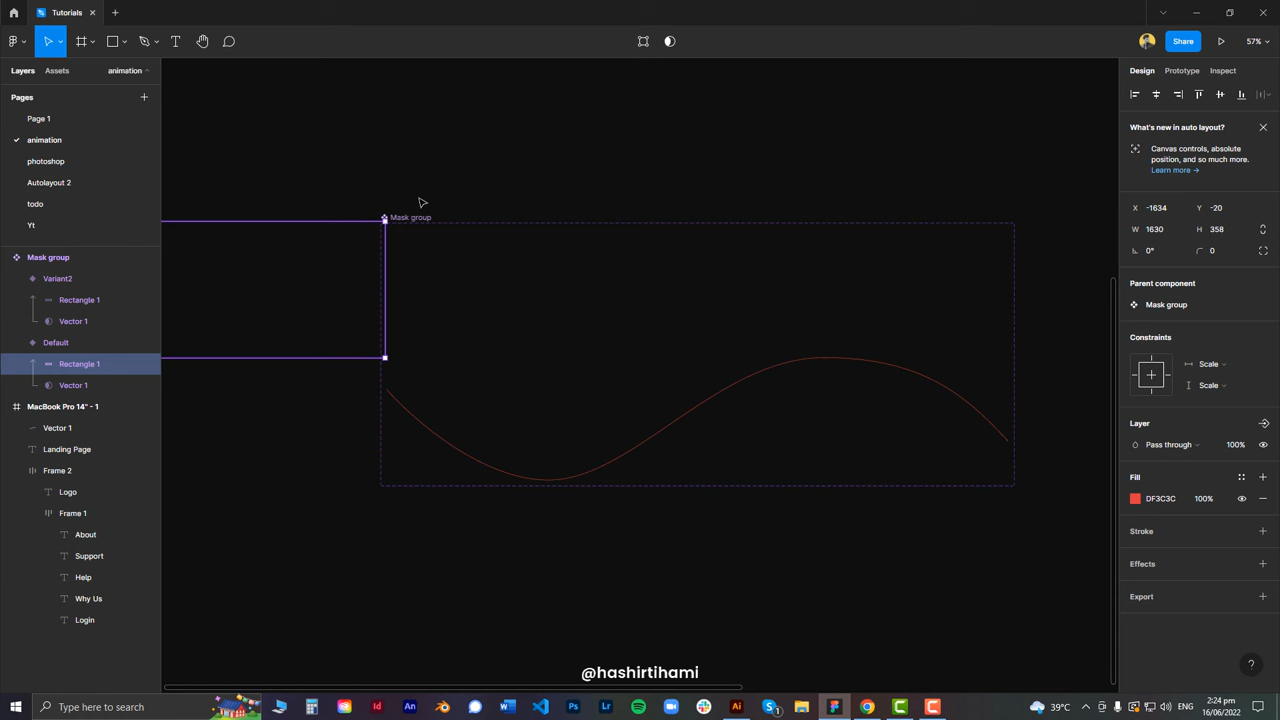 Tutorials
57%
Share
Layers
Assets
animation
Design
Prototype
Inspect
Pages
Page 1
animation
photoshop
Autolayout 2
todo
Yt
Mask group
Variant2
Rectangle 1
Vector 1
Default
Rectangle 1
Vector 1
MacBook Pro 14" - 1
Vector 1
Landing Page
Frame 2
Logo
Frame 1
About
Support
Help
Why Us
Login
Mask group
@hashirtihami
What's new in auto layout?
Canvas controls, absolute
position, and so much more.
Learn more →
X -1634 Y -20
W 1630 H 358
0° 0
Parent component
Mask group
Constraints
Scale
Scale
Layer
Pass through 100%
Fill
DF3C3C 100%
Stroke
Effects
Export
?
Type here to search
39°C
ENG
2:24 pm
16/06/2022